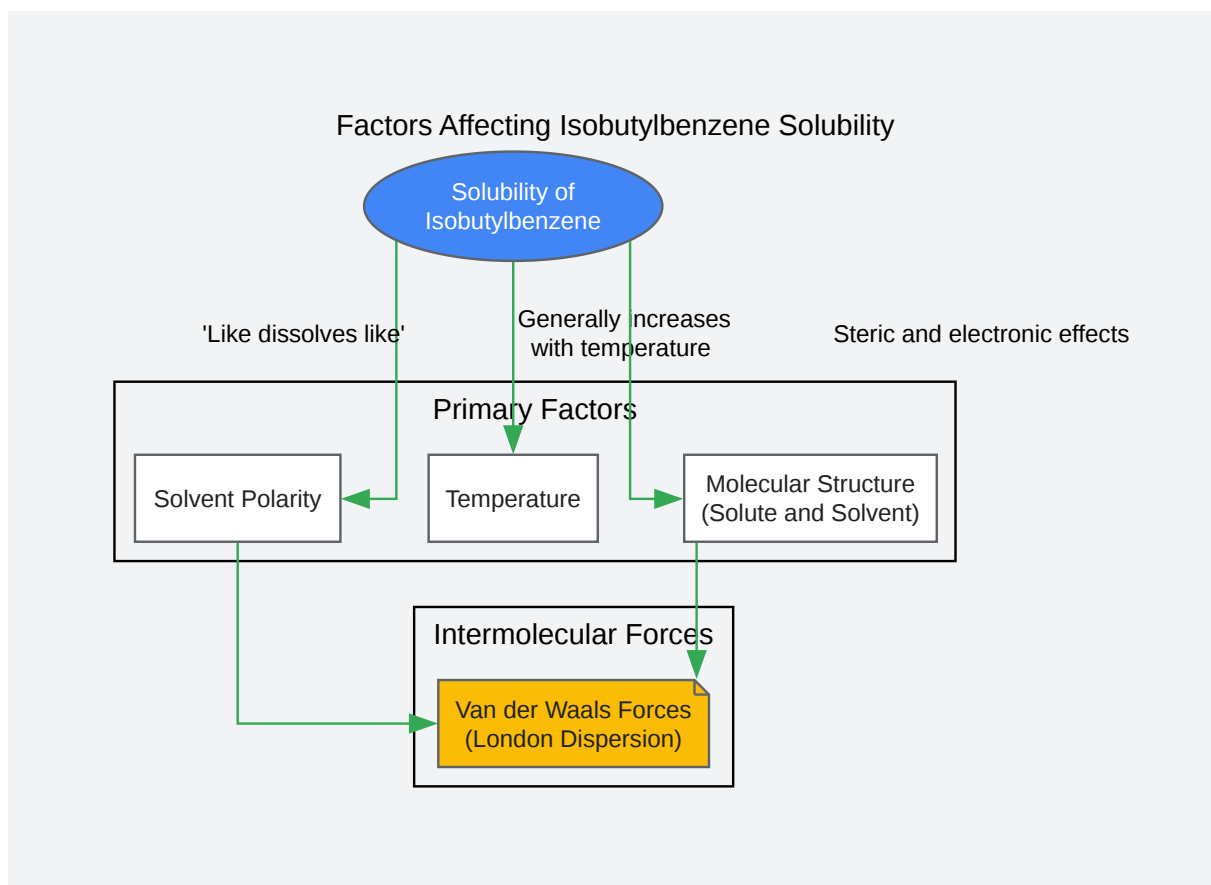 Factors Affecting Isobutylbenzene Solubility
Solubility of
Isobutylbenzene
'Like dissolves like'
Generally increases
with temperature
Steric and electronic effects
Primary Factors
Solvent Polarity
Temperature
Molecular Structure
(Solute and Solvent)
Intermolecular Forces
Van der Waals Forces
(London Dispersion)